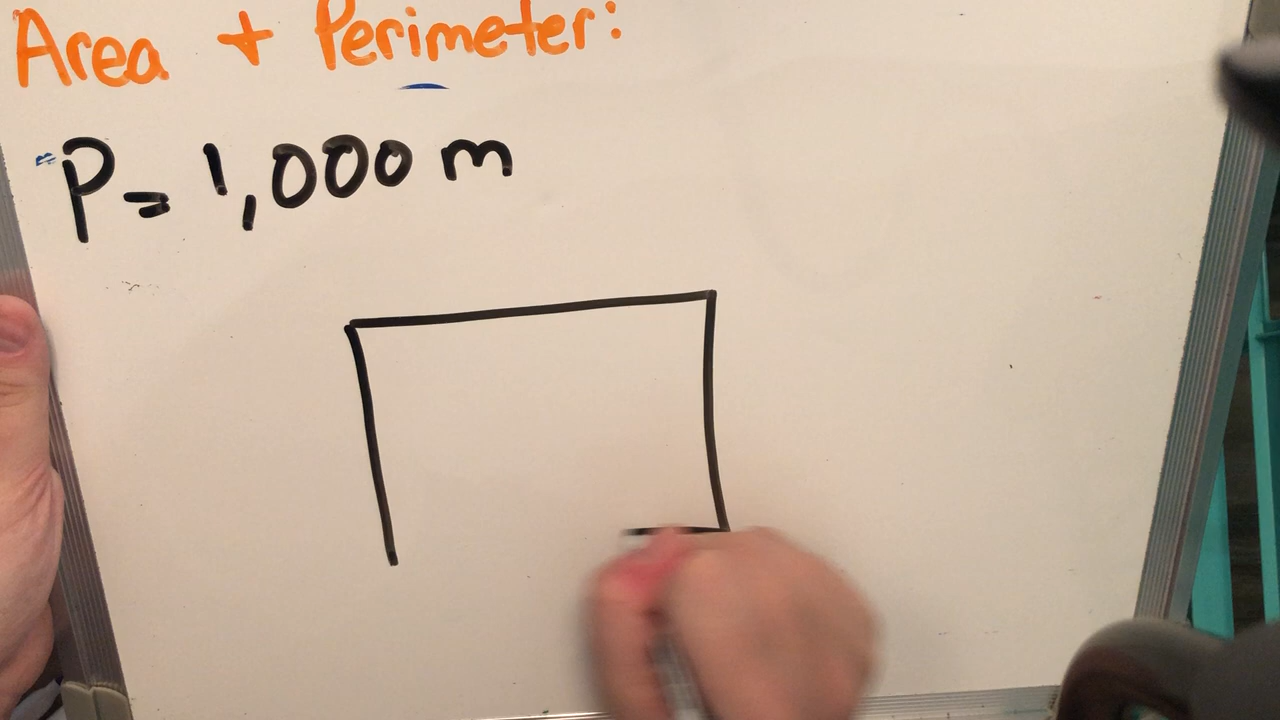 Area + Perimeter:
P = 1,000 m